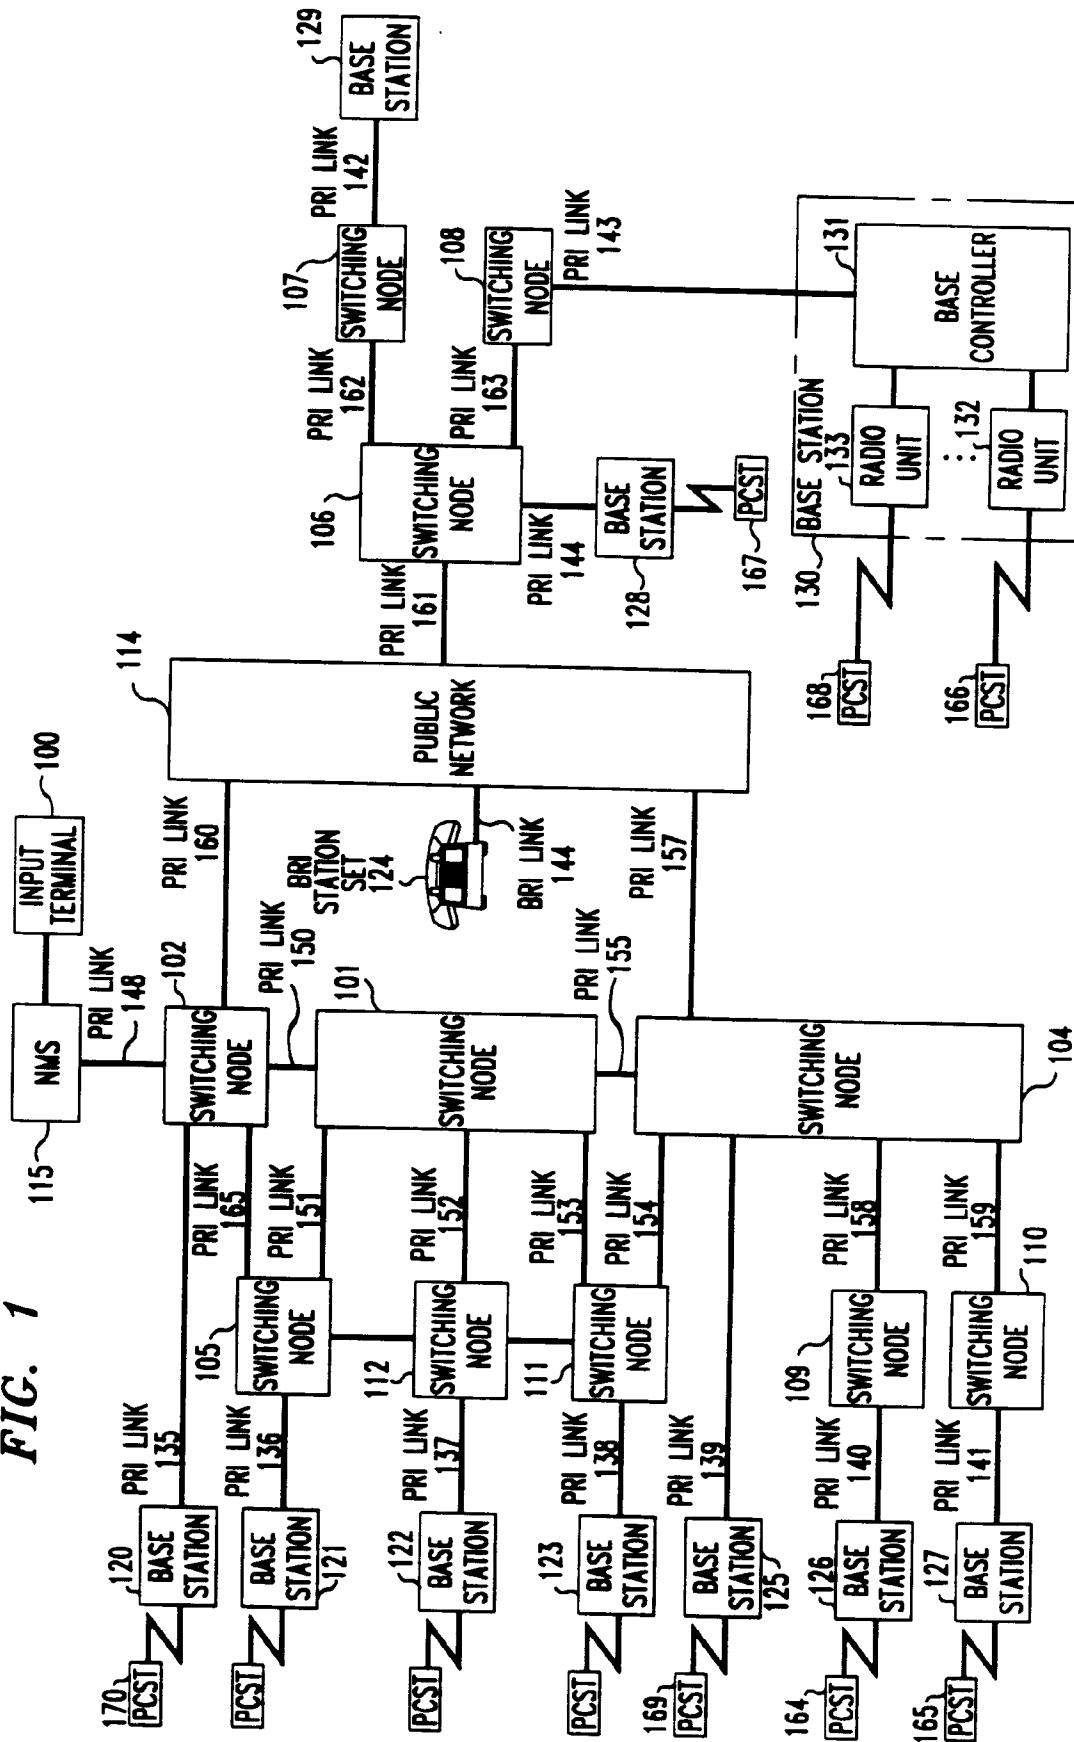 FIG. 1
115
NMS
INPUT
TERMINAL
100
PRI LINK
148
102
SWITCHING
NODE
PRI LINK
160
114
PUBLIC
NETWORK
PRI LINK
150
101
SWITCHING
NODE
BRI
STATION
SET
124
BRI LINK
144
PRI LINK
155
PRI LINK
157
SWITCHING
NODE
104
PRI LINK
135
PRI LINK
165
PRI LINK
151
PRI LINK
152
PRI LINK
153
PRI LINK
154
PRI LINK
158
PRI LINK
159
105
SWITCHING
NODE
112
SWITCHING
NODE
111
SWITCHING
NODE
109
SWITCHING
NODE
110
SWITCHING
NODE
PRI LINK
136
PRI LINK
137
PRI LINK
138
PRI LINK
139
PRI LINK
140
PRI LINK
141
120
BASE
STATION
BASE
STATION
121
122
BASE
STATION
123
BASE
STATION
BASE
STATION
125
126
BASE
STATION
127
BASE
STATION
170
PCST
PCST
PCST
PCST
169
PCST
164
PCST
165
PCST
PRI LINK
161
106
SWITCHING
NODE
PRI LINK
162
107
SWITCHING
NODE
PRI LINK
142
129
BASE
STATION
PRI LINK
163
108
SWITCHING
NODE
PRI LINK
143
PRI LINK
144
BASE
STATION
128
PCST
167
BASE STATION
130
133
RADIO
UNIT
132
RADIO
UNIT
131
BASE
CONTROLLER
168
PCST
166
PCST